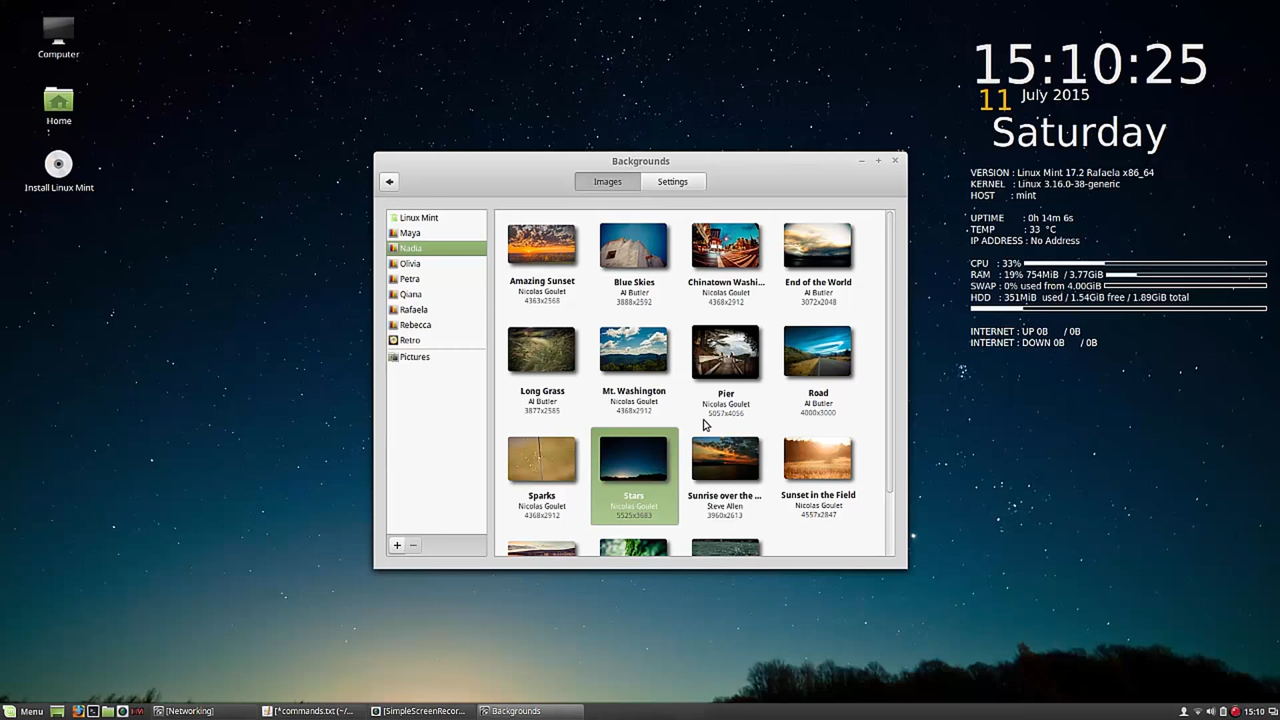 Computer
Home
Install Linux Mint
15:10:25
11 July 2015
Saturday
VERSION : Linux Mint 17.2 Rafaela x86_64
KERNEL : Linux 3.16.0-38-generic
HOST : mint
UPTIME : 0h 14m 6s
TEMP : 33 °C
IP ADDRESS : No Address
CPU : 33%
RAM : 19% 754MiB / 3.77GiB
SWAP : 0% used from 4.00GiB
HDD : 351MiB used / 1.54GiB free / 1.89GiB total
INTERNET : UP 0B / 0B
INTERNET : DOWN 0B / 0B
Backgrounds
Images Settings
Linux Mint
Maya
Nadia
Olivia
Petra
Qiana
Rafaela
Rebecca
Retro
Pictures
Amazing Sunset
Nicolas Goulet
4363x2568
Blue Skies
Al Butler
3888x2592
Chinatown Washi...
Nicolas Goulet
4368x2912
End of the World
Al Butler
3072x2048
Long Grass
Al Butler
3877x2585
Mt. Washington
Nicolas Goulet
4368x2912
Pier
Nicolas Goulet
5057x4056
Road
Al Butler
4000x3000
Sparks
Nicolas Goulet
4368x2912
Stars
Nicolas Goulet
5525x3683
Sunrise over the ...
Steve Allen
3960x2613
Sunset in the Field
Nicolas Goulet
4557x2847
Menu [Networking] [*commands.txt (~/... [SimpleScreenRecor... Backgrounds 15:10